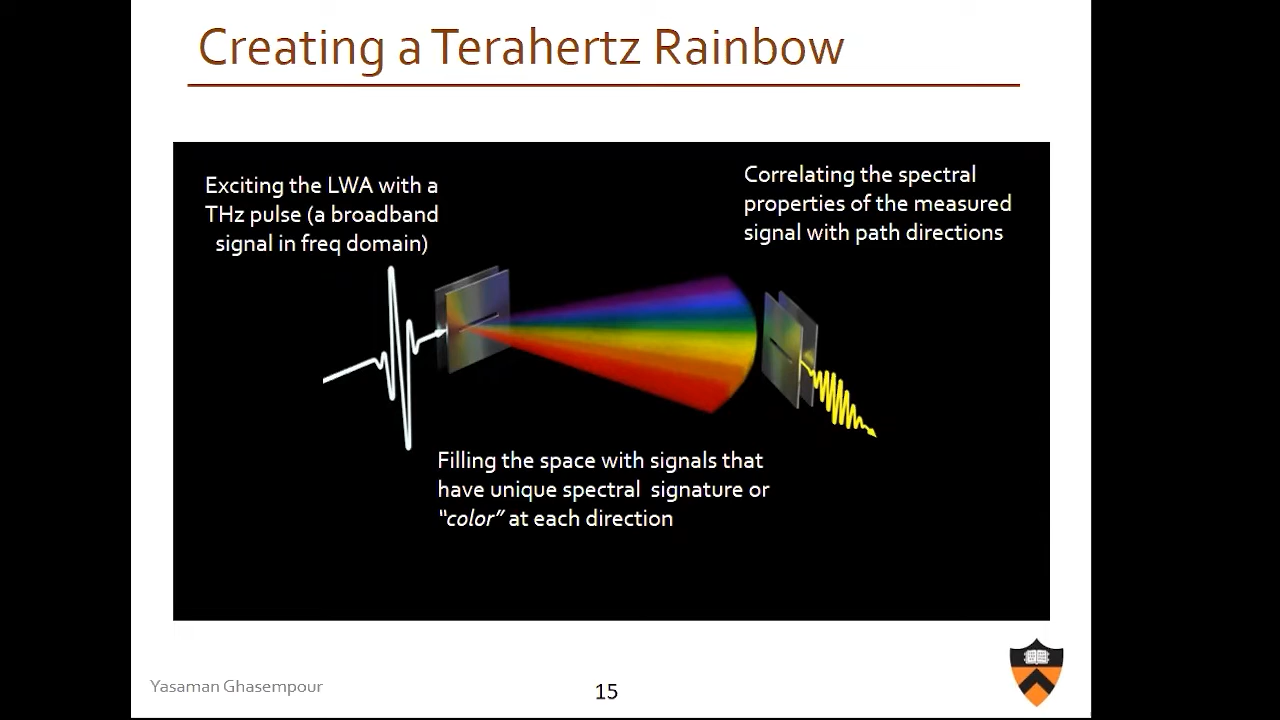 Creating a Terahertz Rainbow
Exciting the LWA with a
THz pulse (a broadband
signal in freq domain)
Correlating the spectral
properties of the measured
signal with path directions
Filling the space with signals that
have unique spectral signature or
“color” at each direction
Yasaman Ghasempour
15